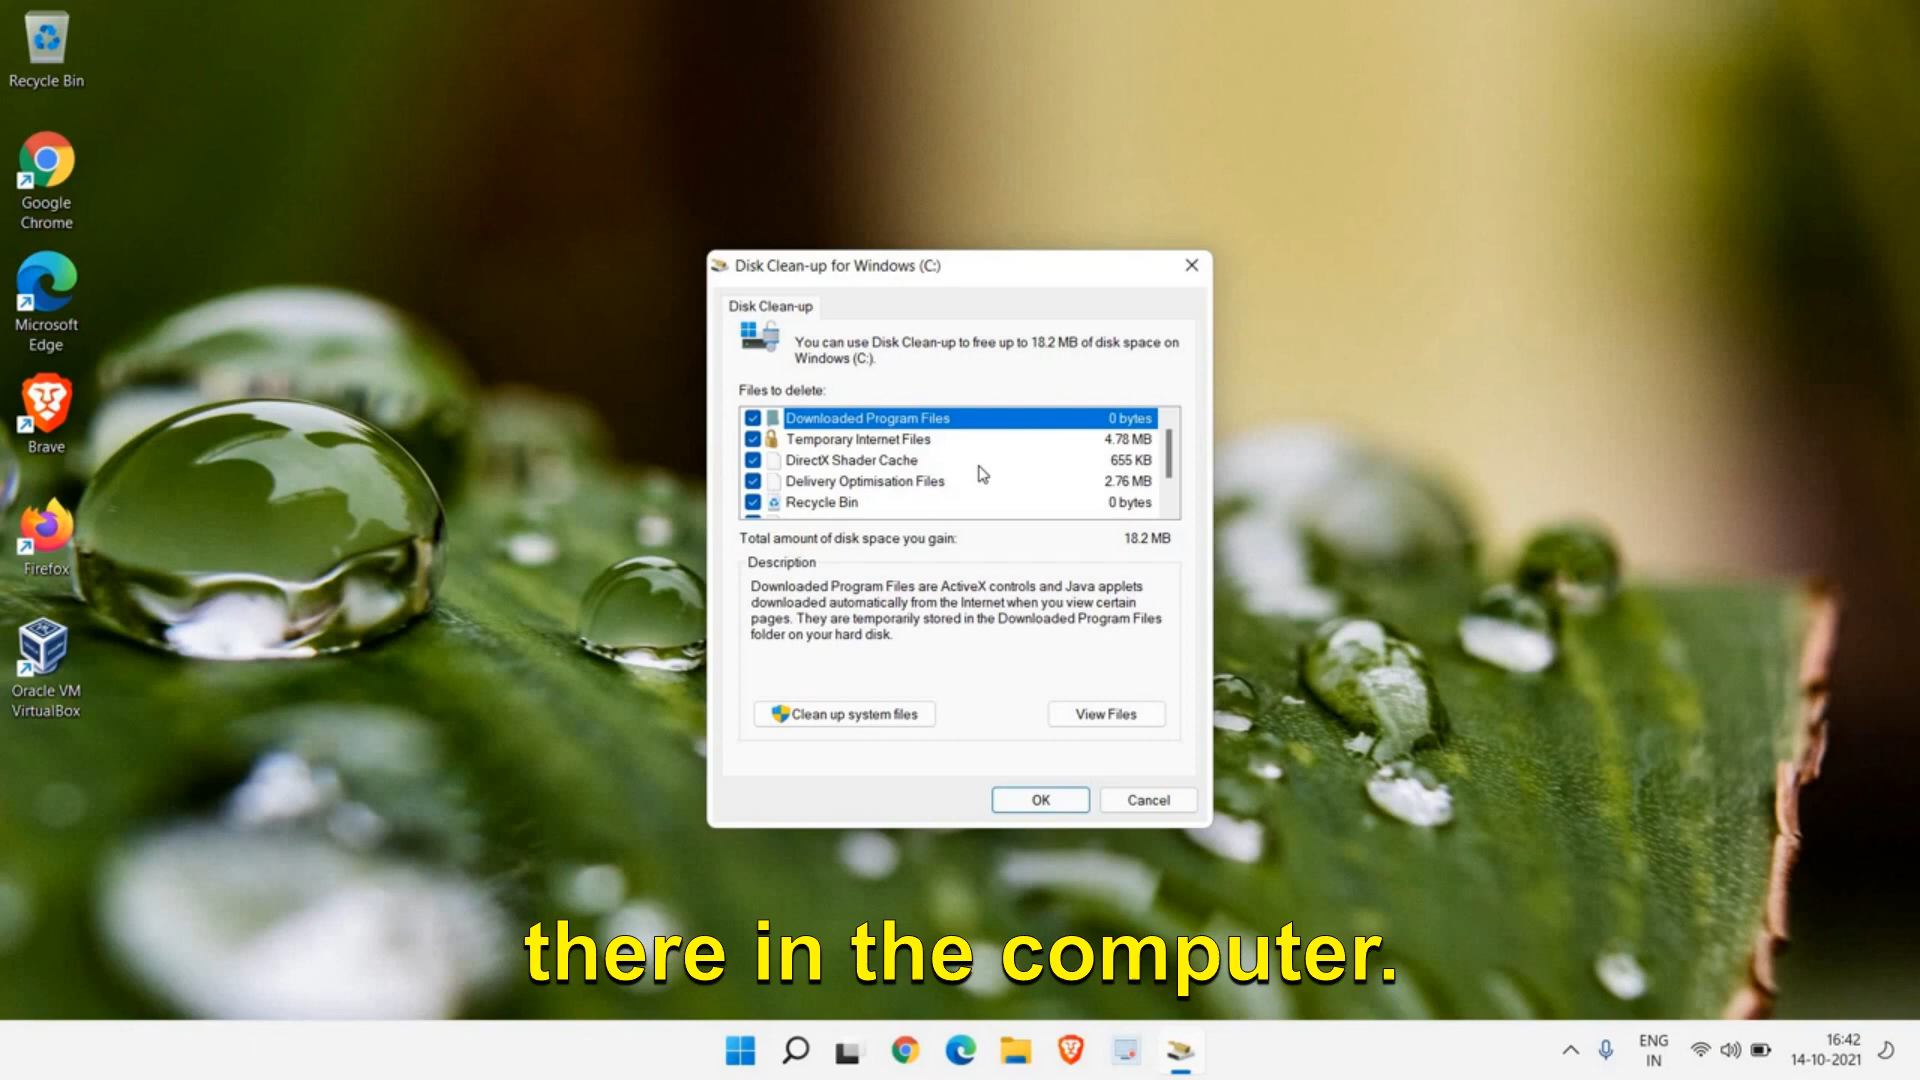 Recycle Bin
Google
Chrome
Microsoft
Edge
Brave
Firefox
Oracle VM
VirtualBox
Disk Clean-up for Windows (C:)
Disk Clean-up
You can use Disk Clean-up to free up to 18.2 MB of disk space on
Windows (C:).
Files to delete:
Downloaded Program Files 0 bytes
Temporary Internet Files 4.78 MB
DirectX Shader Cache 655 KB
Delivery Optimisation Files 2.76 MB
Recycle Bin 0 bytes
Total amount of disk space you gain: 18.2 MB
Description
Downloaded Program Files are ActiveX controls and Java applets
downloaded automatically from the Internet when you view certain
pages. They are temporarily stored in the Downloaded Program Files
folder on your hard disk.
Clean up system files View Files
OK Cancel
there in the computer.
ENG
IN
16:42
14-10-2021